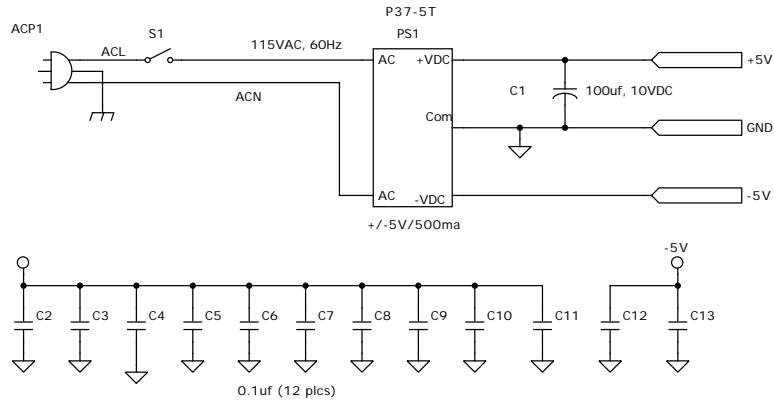 P37-5T
ACP1
S1
PS1
ACL
115VAC, 60Hz
AC
+VDC
+5V
C1
100uf, 10VDC
ACN
Com
GND
AC
-VDC
-5V
+/-5V/500ma
-5V
C2
C3
C4
C5
C6
C7
C8
C9
C10
C11
C12
C13
0.1uf (12 plcs)